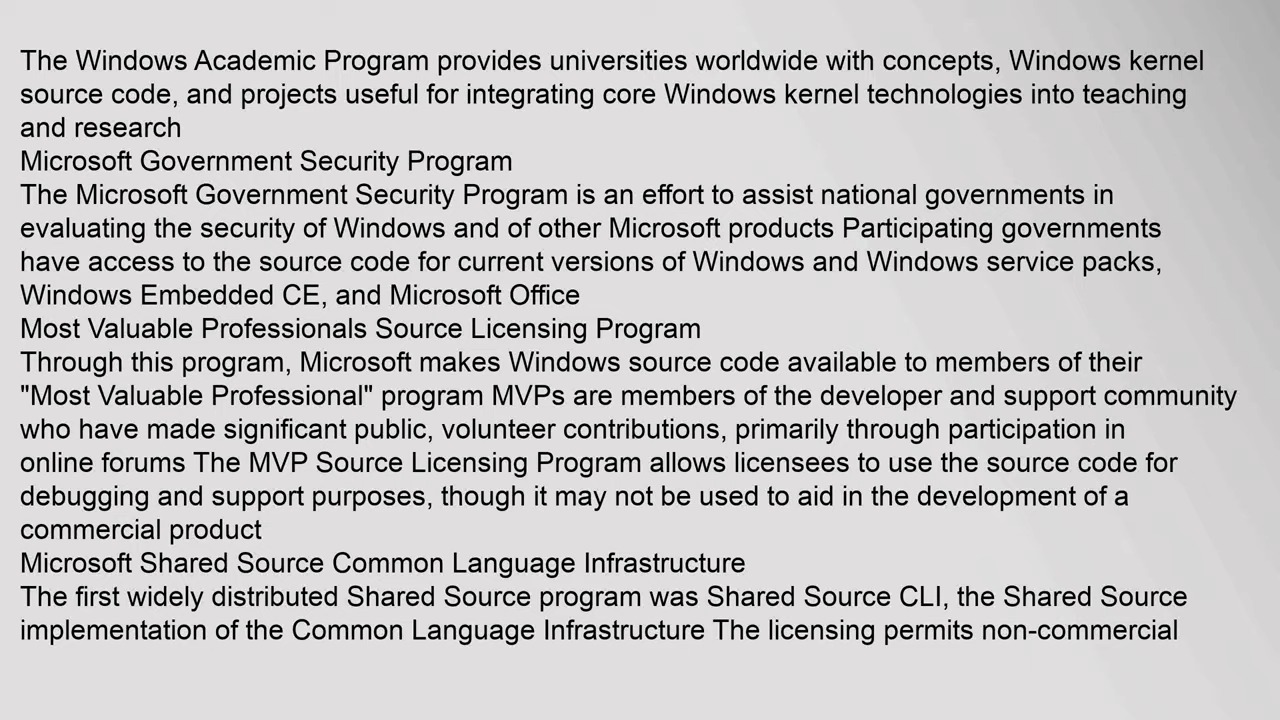 The Windows Academic Program provides universities worldwide with concepts, Windows kernel
source code, and projects useful for integrating core Windows kernel technologies into teaching
and research
Microsoft Government Security Program
The Microsoft Government Security Program is an effort to assist national governments in
evaluating the security of Windows and of other Microsoft products Participating governments
have access to the source code for current versions of Windows and Windows service packs,
Windows Embedded CE, and Microsoft Office
Most Valuable Professionals Source Licensing Program
Through this program, Microsoft makes Windows source code available to members of their
"Most Valuable Professional" program MVPs are members of the developer and support community
who have made significant public, volunteer contributions, primarily through participation in
online forums The MVP Source Licensing Program allows licensees to use the source code for
debugging and support purposes, though it may not be used to aid in the development of a
commercial product
Microsoft Shared Source Common Language Infrastructure
The first widely distributed Shared Source program was Shared Source CLI, the Shared Source
implementation of the Common Language Infrastructure The licensing permits non-commercial